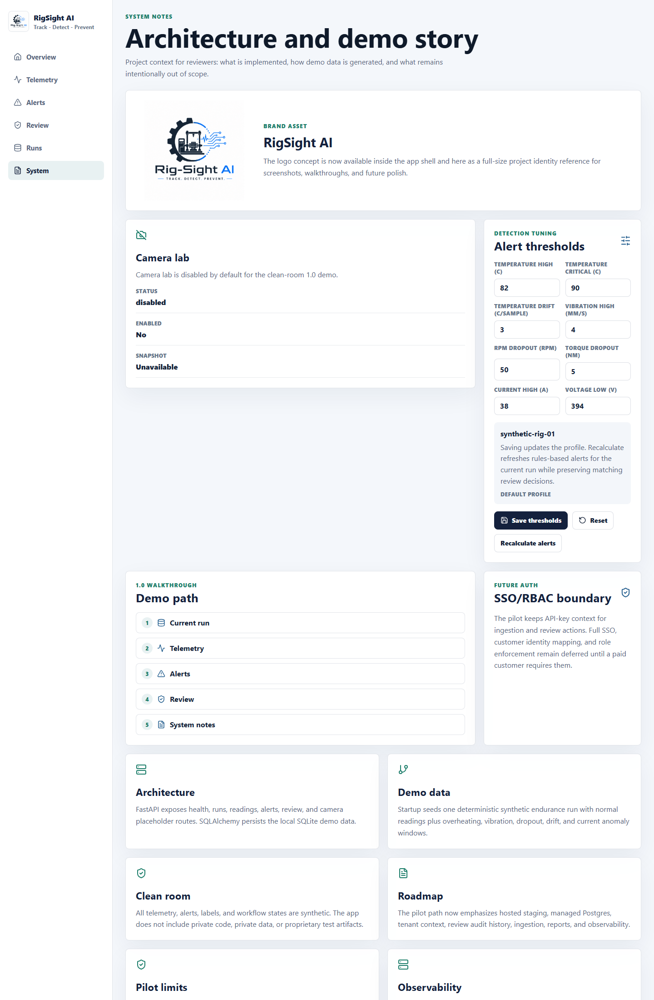 RigSight AI
Track - Detect - Prevent
Overview
Telemetry
Alerts
Review
Runs
System
SYSTEM NOTES
Architecture and demo story
Project context for reviewers: what is implemented, how demo data is generated, and what remains
intentionally out of scope.
Rig-Sight AI
TRACK. DETECT. PREVENT.
BRAND ASSET
RigSight AI
The logo concept is now available inside the app shell and here as a full-size project identity reference for
screenshots, walkthroughs, and future polish.
Camera lab
Camera lab is disabled by default for the clean-room 1.0 demo.
STATUS
disabled
ENABLED
No
SNAPSHOT
Unavailable
DETECTION TUNING
Alert thresholds
TEMPERATURE HIGH
(C)
82
TEMPERATURE
CRITICAL (C)
90
TEMPERATURE DRIFT
(C/SAMPLE)
3
VIBRATION HIGH
(MM/S)
4
RPM DROPOUT (RPM)
50
TORQUE DROPOUT
(NM)
5
CURRENT HIGH (A)
38
VOLTAGE LOW (V)
394
synthetic-rig-01
Saving updates the profile. Recalculate
refreshes rules-based alerts for the
current run while preserving matching
review decisions.
DEFAULT PROFILE
Save thresholds
Reset
Recalculate alerts
1.0 WALKTHROUGH
Demo path
1 Current run
2 Telemetry
3 Alerts
4 Review
5 System notes
FUTURE AUTH
SSO/RBAC boundary
The pilot keeps API-key context for
ingestion and review actions. Full SSO,
customer identity mapping, and role
enforcement remain deferred until a paid
customer requires them.
Architecture
FastAPI exposes health, runs, readings, alerts, review, and camera
placeholder routes. SQLAlchemy persists the local SQLite demo data.
Demo data
Startup seeds one deterministic synthetic endurance run with normal
readings plus overheating, vibration, dropout, drift, and current anomaly
windows.
Clean room
All telemetry, alerts, labels, and workflow states are synthetic. The app
does not include private code, private data, or proprietary test artifacts.
Roadmap
The pilot path now emphasizes hosted staging, managed Postgres,
tenant context, review audit history, ingestion, reports, and observability.
Pilot limits
Observability